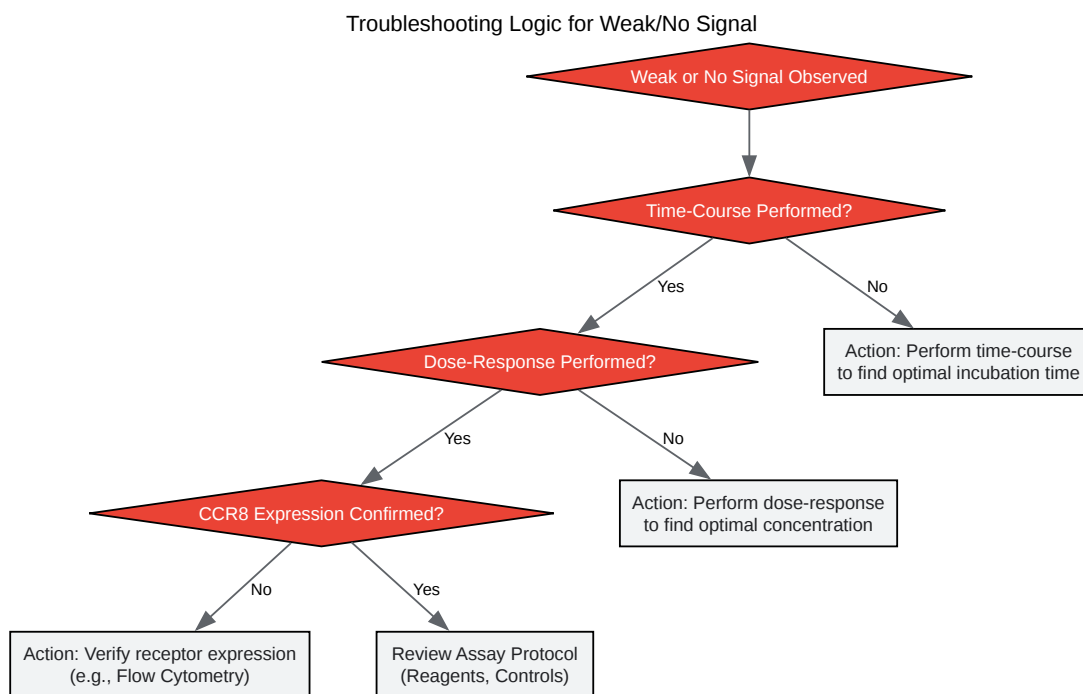 Troubleshooting Logic for Weak/No Signal
Weak or No Signal Observed
Time-Course Performed?
Yes
No
Dose-Response Performed?
Action: Perform time-course
to find optimal incubation time
Yes
No
CCR8 Expression Confirmed?
Action: Perform dose-response
to find optimal concentration
No
Yes
Action: Verify receptor expression
(e.g., Flow Cytometry)
Review Assay Protocol
(Reagents, Controls)